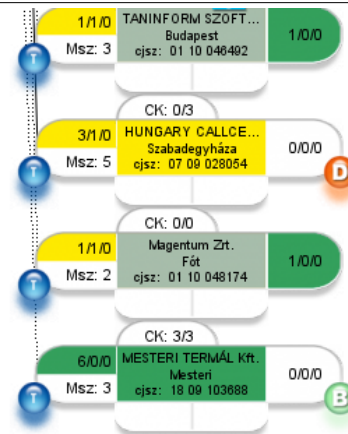 1/1/0 TANINFORM SZOFT... 1/0/0
Budapest
Msz: 3 cjsz: 01 10 046492
T
CK: 0/3
3/1/0 HUNGARY CALLCE...
Szabadegyháza 0/0/0
Msz: 5 cjsz: 07 09 028054
T D
CK: 0/0
1/1/0 Magentum Zrt. 1/0/0
Fót
Msz: 2 cjsz: 01 10 048174
T
CK: 3/3
6/0/0 MESTERI TERMÁL Kft.
Mesteri 0/0/0
Msz: 3 cjsz: 18 09 103688
T B